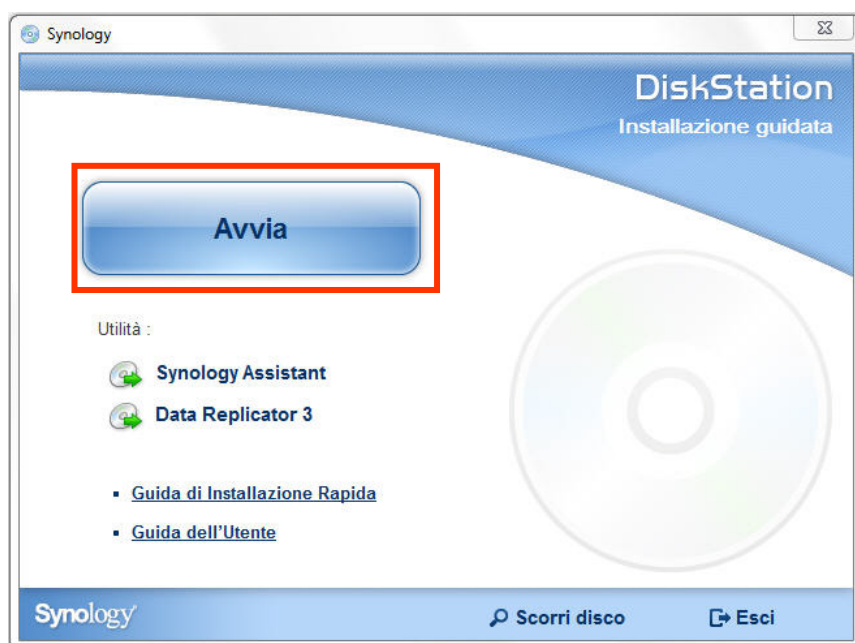 Synology
DiskStation
Installazione guidata
Avvia
Utilità :
Synology Assistant
Data Replicator 3
Guida di Installazione Rapida
Guida dell'Utente
Synology
Scorri disco
Esci